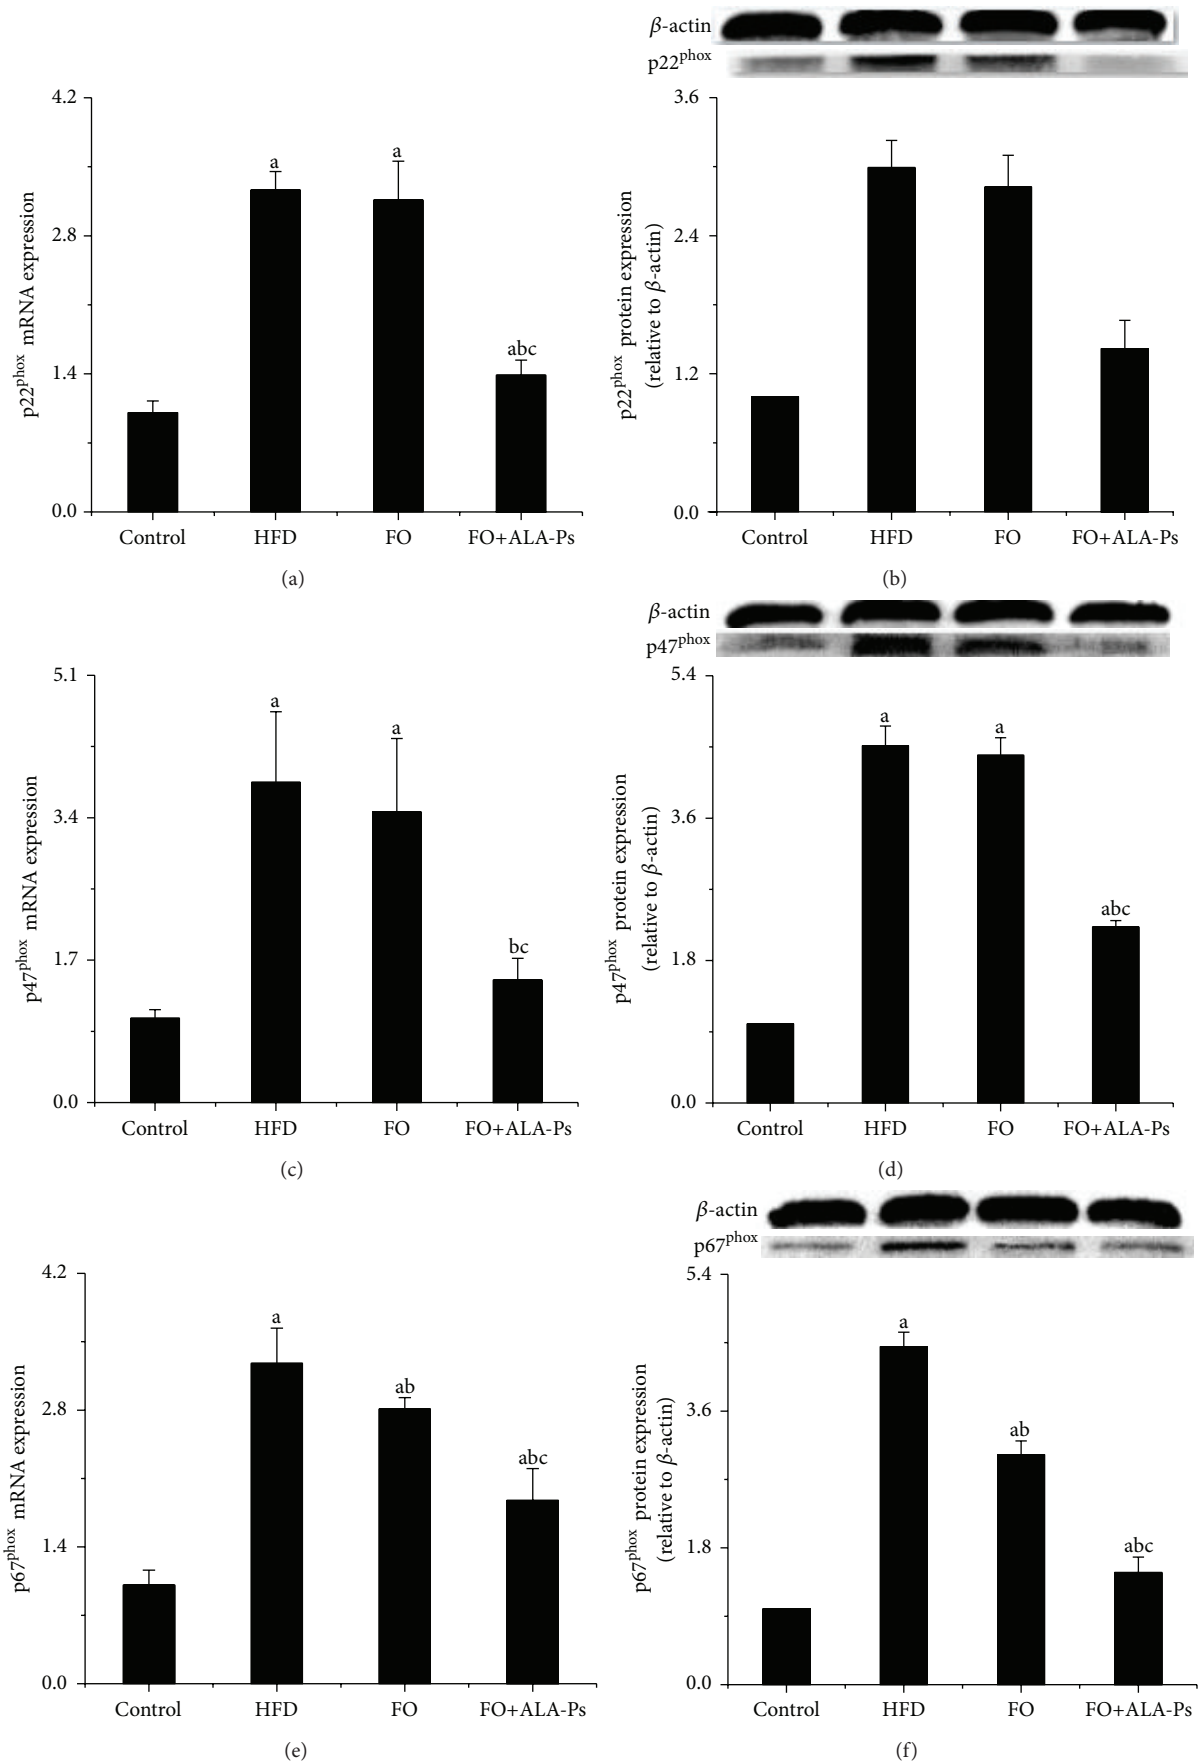 4.2
2.8
1.4
0.0
p22phox mRNA expression
a
a
abc
Control HFD FO FO+ALA-Ps
(a)
β-actin
p22phox
3.6
2.4
1.2
0.0
p22phox protein expression
(relative to β-actin)
Control HFD FO FO+ALA-Ps
(b)
5.1
3.4
1.7
0.0
p47phox mRNA expression
a
a
bc
Control HFD FO FO+ALA-Ps
(c)
β-actin
p47phox
5.4
3.6
1.8
0.0
p47phox protein expression
(relative to β-actin)
a
a
abc
Control HFD FO FO+ALA-Ps
(d)
4.2
2.8
1.4
0.0
p67phox mRNA expression
a
ab
abc
Control HFD FO FO+ALA-Ps
(e)
β-actin
p67phox
5.4
3.6
1.8
0.0
p67phox protein expression
(relative to β-actin)
a
ab
abc
Control HFD FO FO+ALA-Ps
(f)